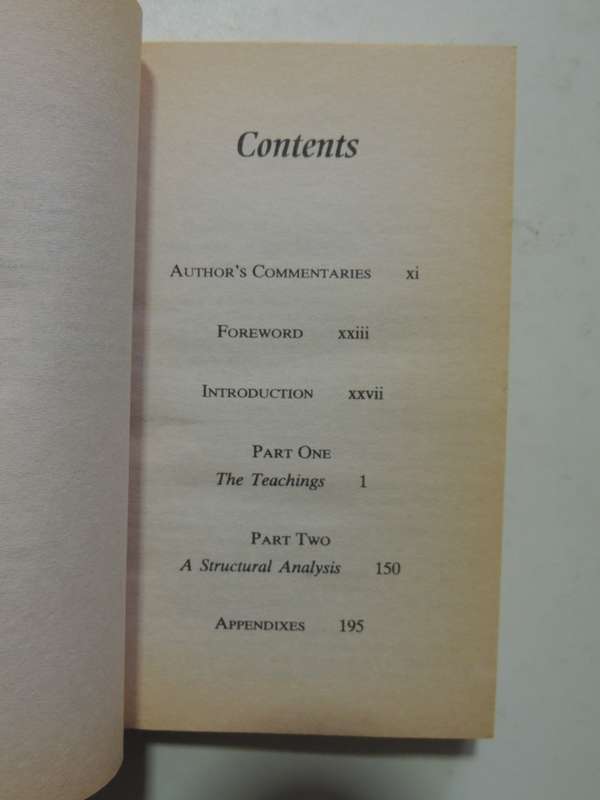 Contents
Author's Commentaries xi
Foreword xxiii
Introduction xxvii
Part One
The Teachings 1
Part Two
A Structural Analysis 150
Appendixes 195